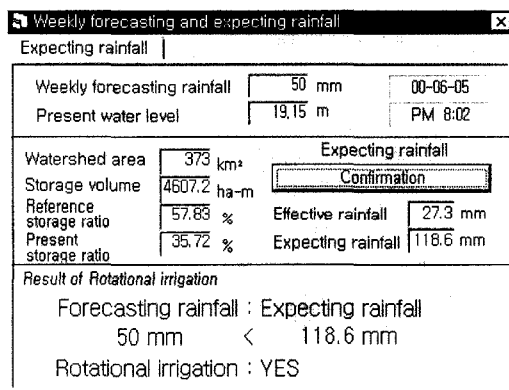 Weekly forecasting and expecting rainfall
Expecting rainfall
Weekly forecasting rainfall 50 mm 00-06-05
Present water level 19.15 m PM 8:02
Expecting rainfall
Watershed area 373 km²
Confirmation
Storage volume 4607.2 ha-m
Reference storage ratio 57.83 % Effective rainfall 27.3 mm
Present storage ratio 35.72 % Expecting rainfall 118.6 mm
Result of Rotational irrigation
Forecasting rainfall : Expecting rainfall
50 mm < 118.6 mm
Rotational irrigation : YES